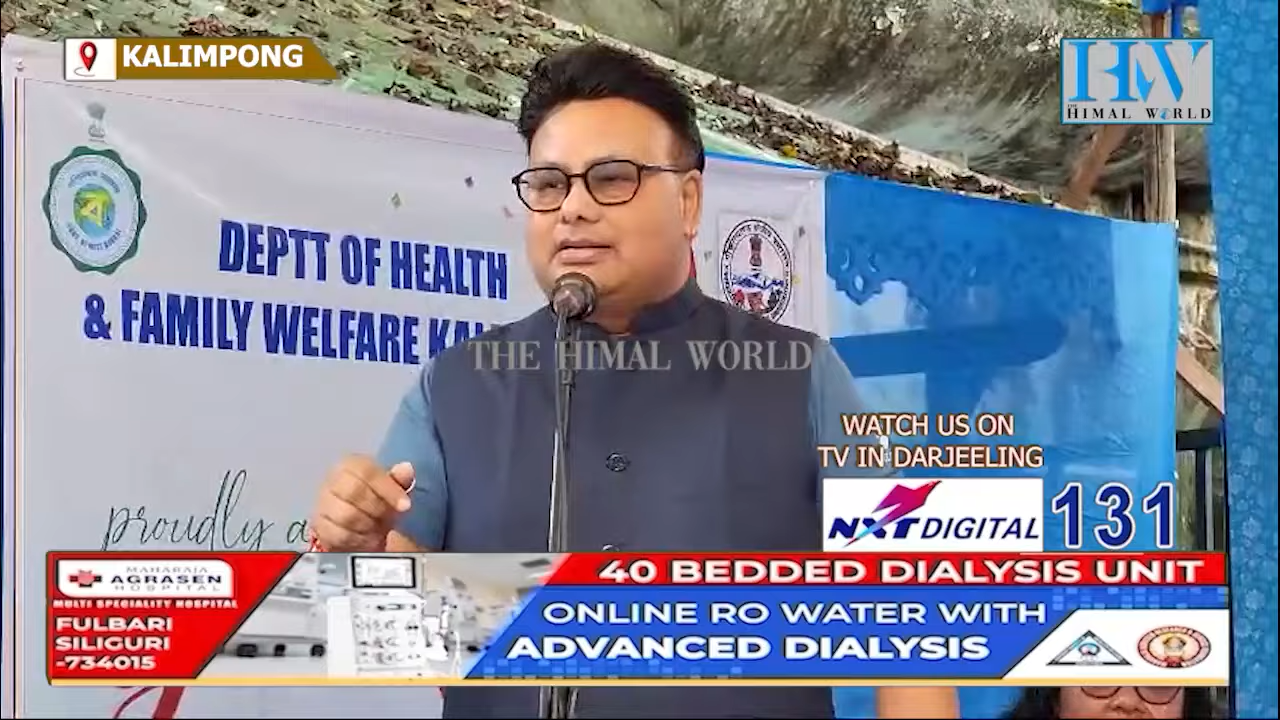 KALIMPONG
HW
THE
HIMAL WORLD
DEPTT OF HEALTH
& FAMILY WELFARE
THE HIMAL WORLD
WATCH US ON
TV IN DARJEELING
NXT DIGITAL 131
proudly
MAHARAJA
AGRASEN
HOSPITAL
MULTI SPECIALITY HOSPITAL
FULBARI
SILIGURI
-734015
40 BEDDED DIALYSIS UNIT
ONLINE RO WATER WITH
ADVANCED DIALYSIS